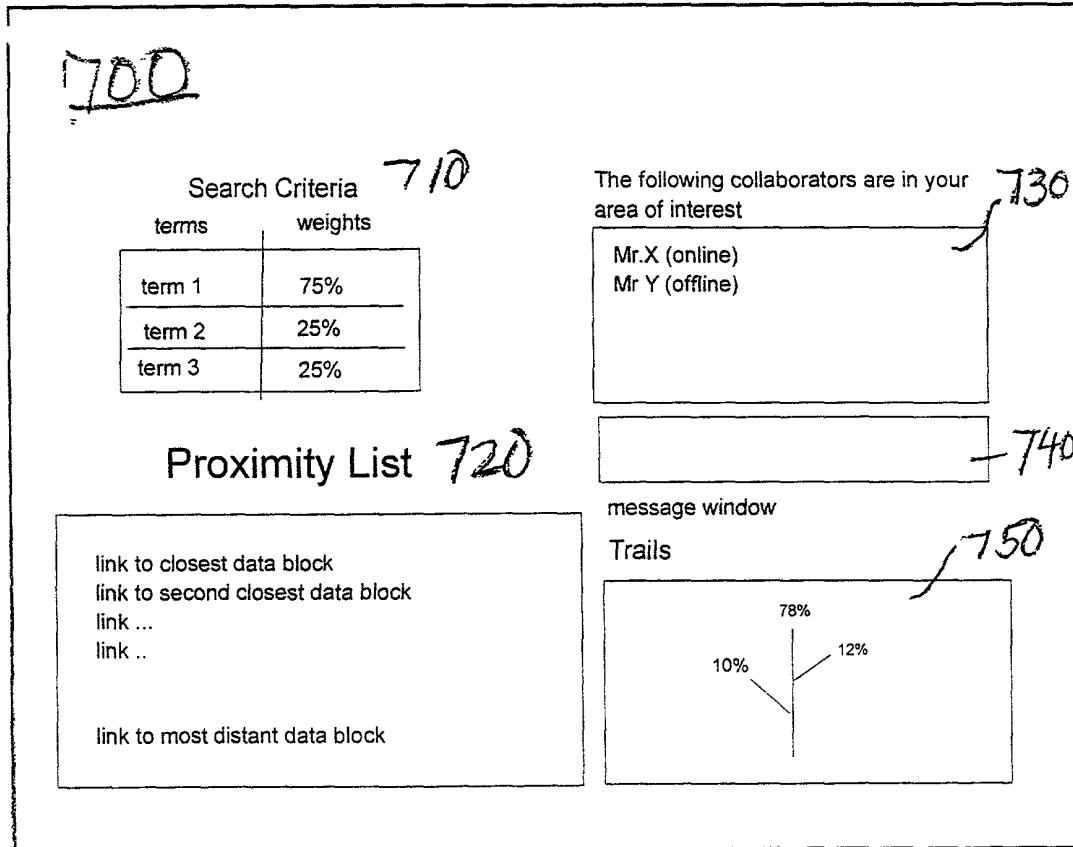 700
Search Criteria 710
terms weights
term 1 75%
term 2 25%
term 3 25%
Proximity List 720
link to closest data block
link to second closest data block
link ...
link ..
link to most distant data block
The following collaborators are in your
area of interest
730
Mr.X (online)
Mr Y (offline)
740
message window
Trails
750
78%
10%
12%